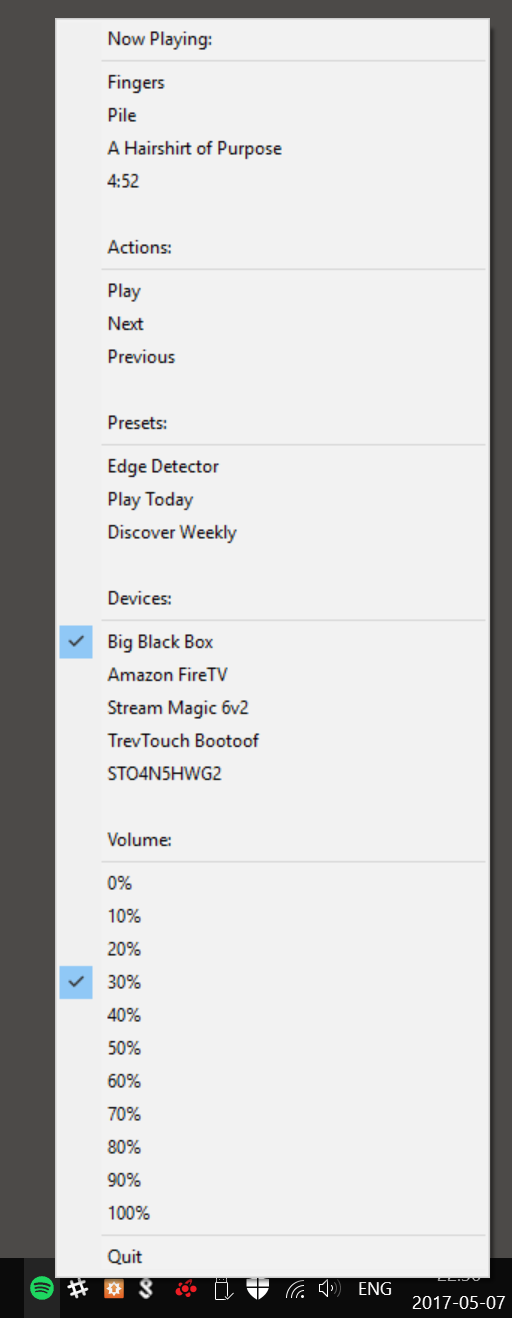 Now Playing:
Fingers
Pile
A Hairshirt of Purpose
4:52
Actions:
Play
Next
Previous
Presets:
Edge Detector
Play Today
Discover Weekly
Devices:
Big Black Box
Amazon FireTV
Stream Magic 6v2
TrevTouch Bootoof
STO4N5HWG2
Volume:
0%
10%
20%
30%
40%
50%
60%
70%
80%
90%
100%
Quit
ENG
2017-05-07